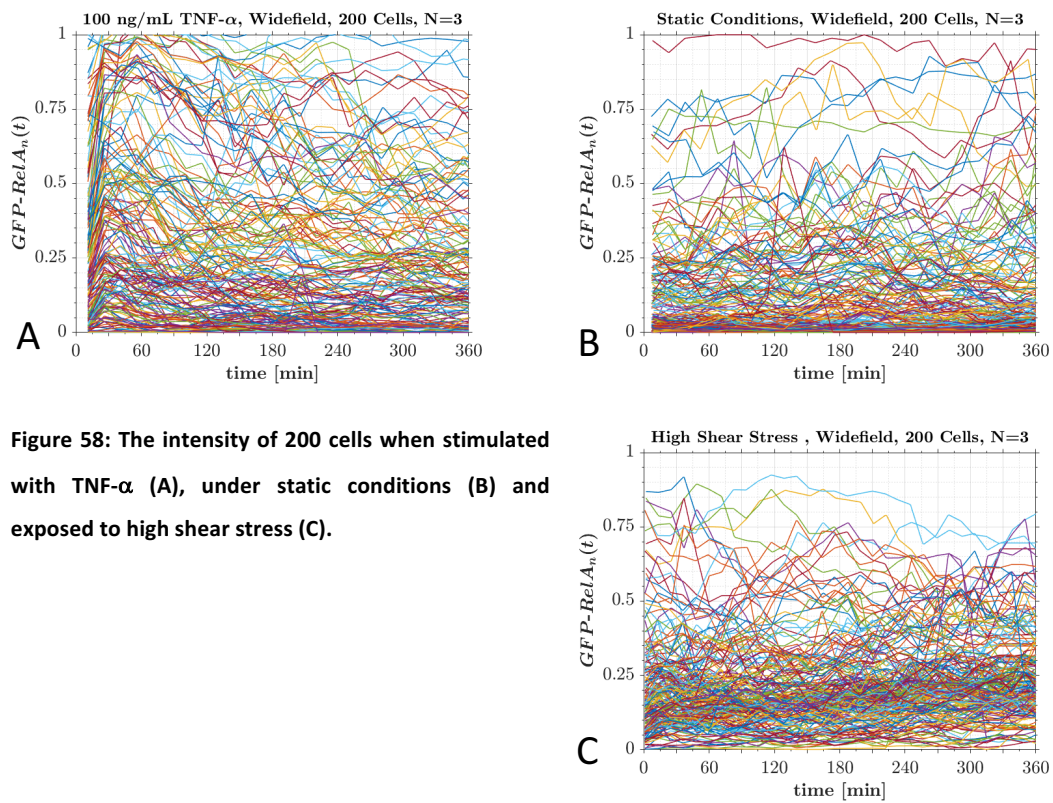 100 ng/mL TNF-α, Widefield, 200 Cells, N=3
GFP-RelAₙ(t)
1
0.75
0.5
0.25
0
0 60 120 180 240 300 360
time [min]
A
Static Conditions, Widefield, 200 Cells, N=3
GFP-RelAₙ(t)
1
0.75
0.5
0.25
0
0 60 120 180 240 300 360
time [min]
B
Figure 58: The intensity of 200 cells when stimulated
with TNF-α (A), under static conditions (B) and
exposed to high shear stress (C).
High Shear Stress , Widefield, 200 Cells, N=3
GFP-RelAₙ(t)
1
0.75
0.5
0.25
0
0 60 120 180 240 300 360
time [min]
C